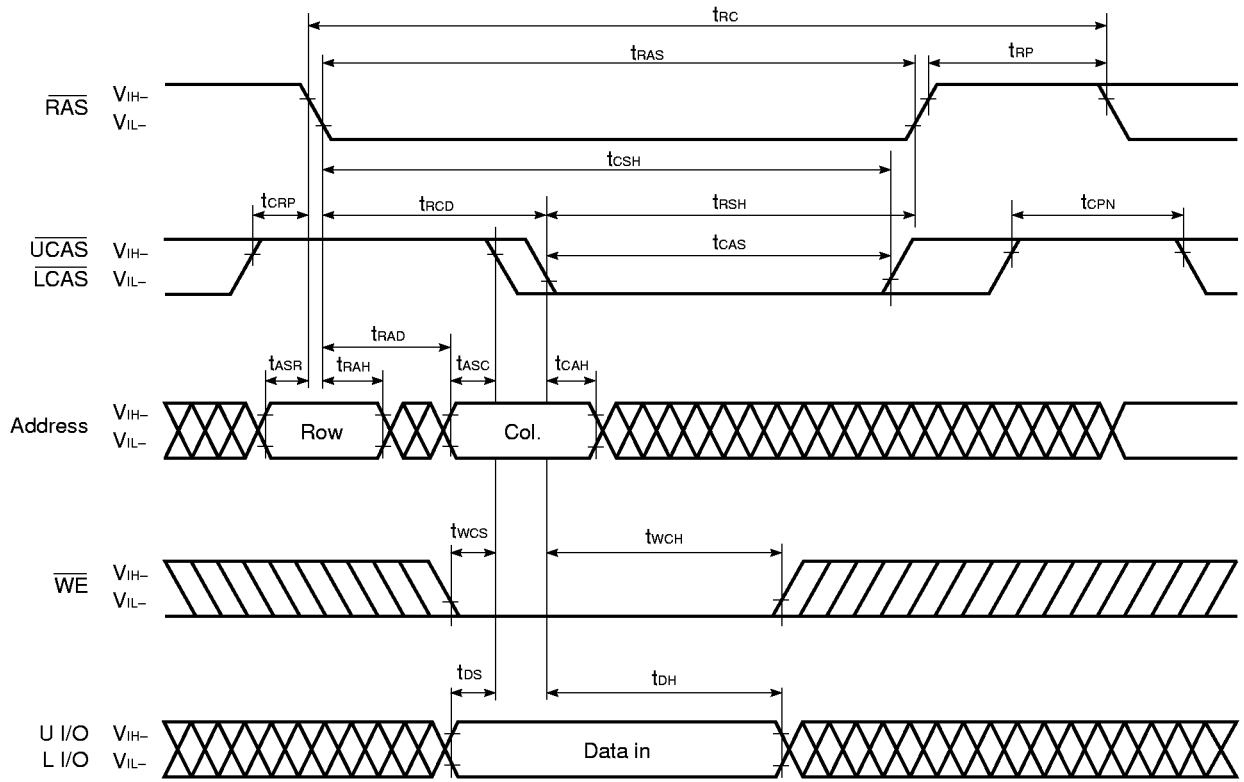 tRC
tRAS
tRP
RAS VIH–
VIL–
tCSH
tCRP tRCD tRSH tCPN
UCAS VIH–
tCAS
LCAS VIL–
tRAD
tASR tRAH tASC tCAH
Address VIH–
VIL–
Row Col.
tWCS tWCH
WE VIH–
VIL–
tDS tDH
U I/O VIH–
L I/O VIL–
Data in